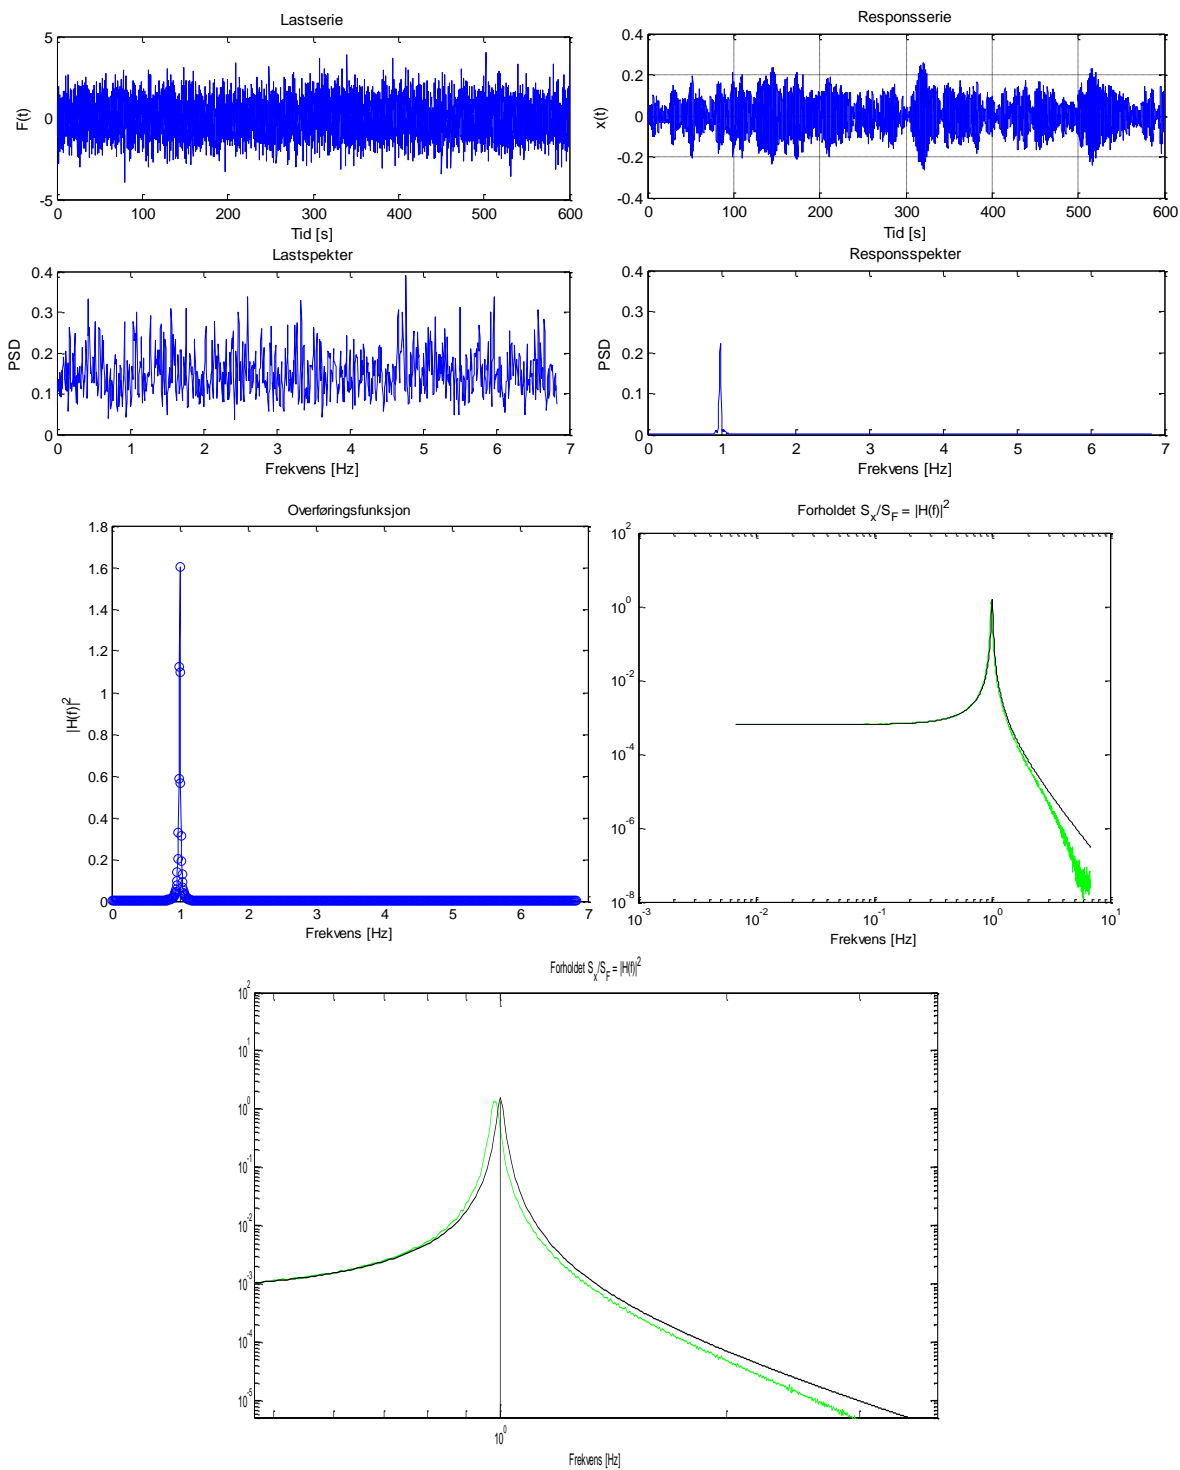 Lastserie
5
0
-5
F(t)
0 100 200 300 400 500 600
Tid [s]
Responsserie
0.4
0.2
0
-0.2
-0.4
x(t)
0 100 200 300 400 500 600
Tid [s]
Lastspekter
0.4
0.3
0.2
0.1
0
PSD
0 1 2 3 4 5 6 7
Frekvens [Hz]
Responsspekter
0.4
0.3
0.2
0.1
0
PSD
0 1 2 3 4 5 6 7
Frekvens [Hz]
Overføringsfunksjon
1.8
1.6
1.4
1.2
1
0.8
0.6
0.4
0.2
0
|H(f)|²
0 1 2 3 4 5 6 7
Frekvens [Hz]
Forholdet Sₓ/S_F = |H(f)|²
10²
10⁰
10⁻²
10⁻⁴
10⁻⁶
10⁻⁸
10⁻³ 10⁻² 10⁻¹ 10⁰ 10¹
Frekvens [Hz]
Forholdet Sₓ/S_F = |H(f)|²
10²
10¹
10⁰
10⁻¹
10⁻²
10⁻³
10⁻⁴
10⁻⁵
10⁰
Frekvens [Hz]